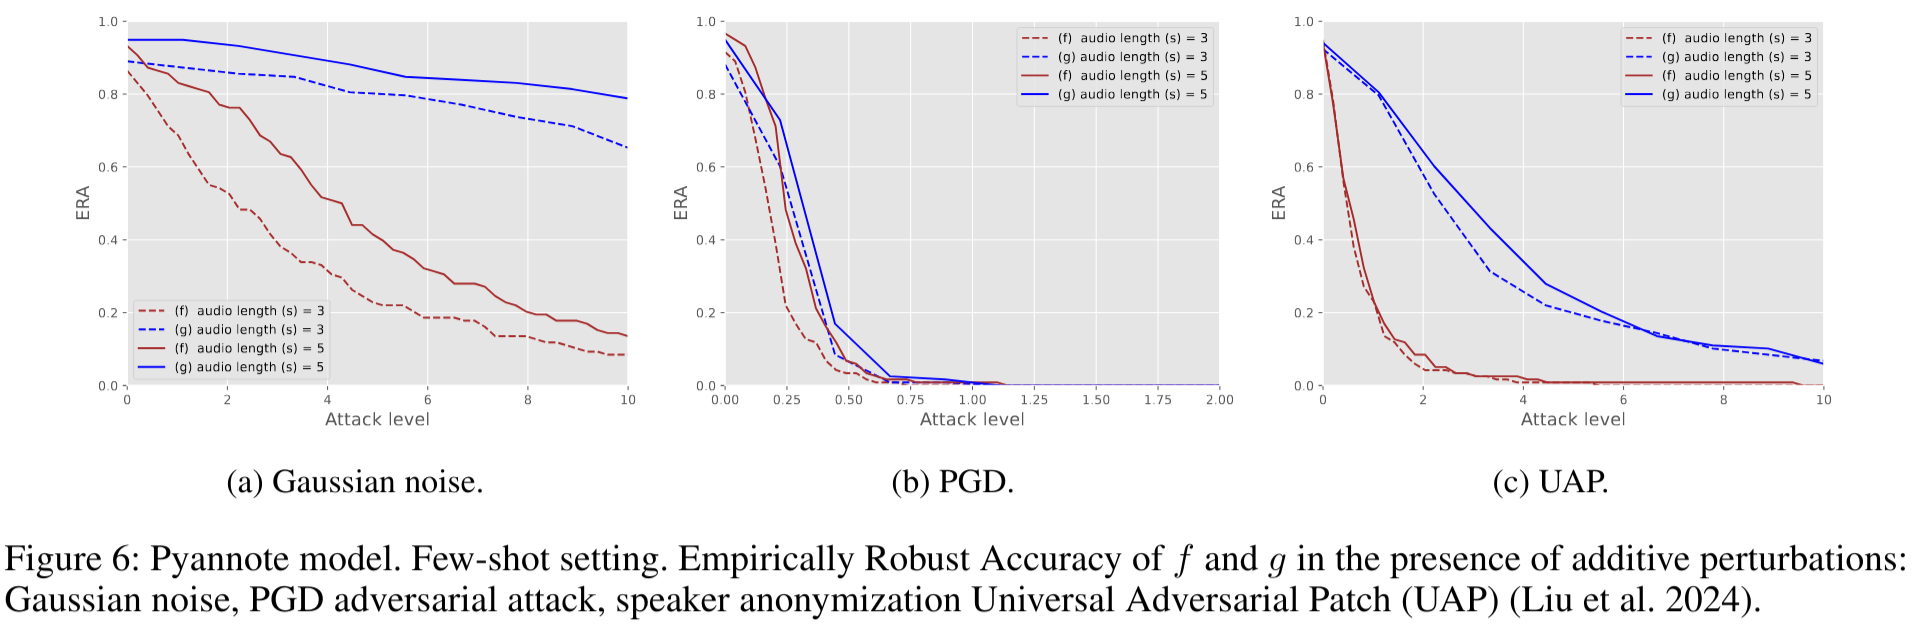 1.0
0.8
0.6
0.4
0.2
0.0
ERA
0 2 4 6 8 10
Attack level
(f) audio length (s) = 3
(g) audio length (s) = 3
(f) audio length (s) = 5
(g) audio length (s) = 5
(a) Gaussian noise.
1.0
0.8
0.6
0.4
0.2
0.0
ERA
0.00 0.25 0.50 0.75 1.00 1.25 1.50 1.75 2.00
Attack level
(f) audio length (s) = 3
(g) audio length (s) = 3
(f) audio length (s) = 5
(g) audio length (s) = 5
(b) PGD.
1.0
0.8
0.6
0.4
0.2
0.0
ERA
0 2 4 6 8 10
Attack level
(f) audio length (s) = 3
(g) audio length (s) = 3
(f) audio length (s) = 5
(g) audio length (s) = 5
(c) UAP.
Figure 6: Pyannote model. Few-shot setting. Empirically Robust Accuracy of f and g in the presence of additive perturbations:
Gaussian noise, PGD adversarial attack, speaker anonymization Universal Adversarial Patch (UAP) (Liu et al. 2024).